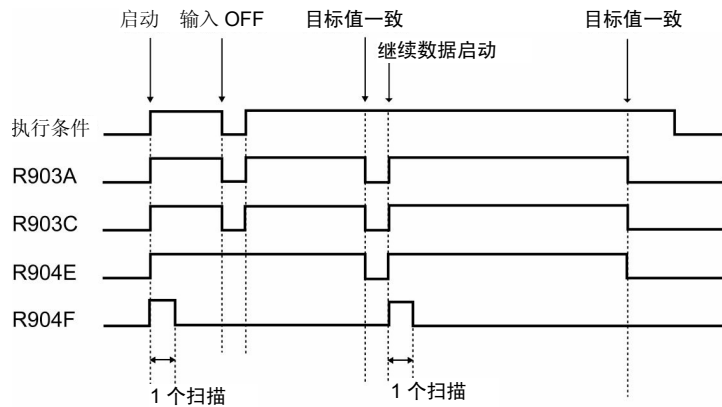 启动 输入 OFF 目标值一致 目标值一致
继续数据启动
执行条件
R903A
R903C
R904E
R904F
1 个扫描 1 个扫描